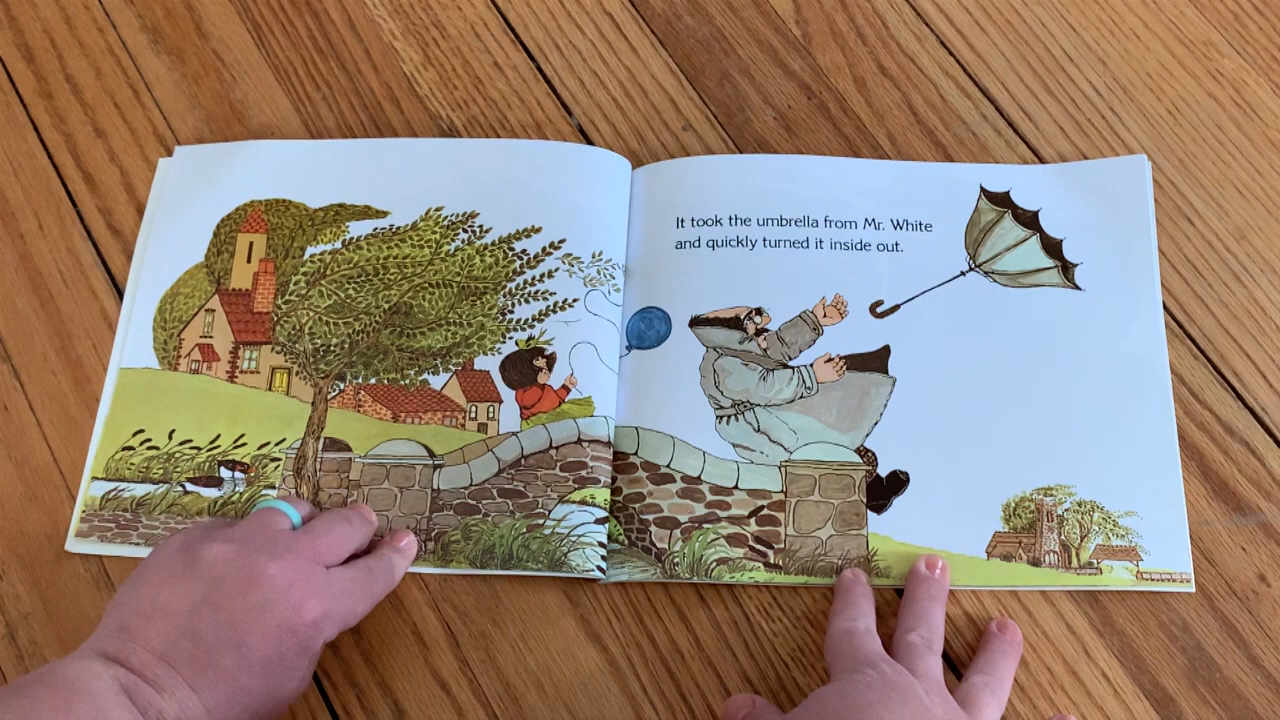 It took the umbrella from Mr. White
and quickly turned it inside out.